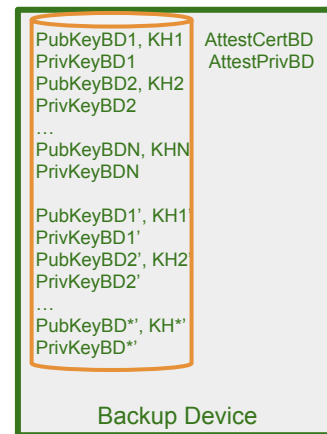 PubKeyBD1, KH1 AttestCertBD
PrivKeyBD1 AttestPrivBD
PubKeyBD2, KH2
PrivKeyBD2
…
PubKeyBDN, KHN
PrivKeyBDN
PubKeyBD1’, KH1’
PrivKeyBD1’
PubKeyBD2’, KH2’
PrivKeyBD2’
…
PubKeyBD*’, KH*’
PrivKeyBD*’
Backup Device